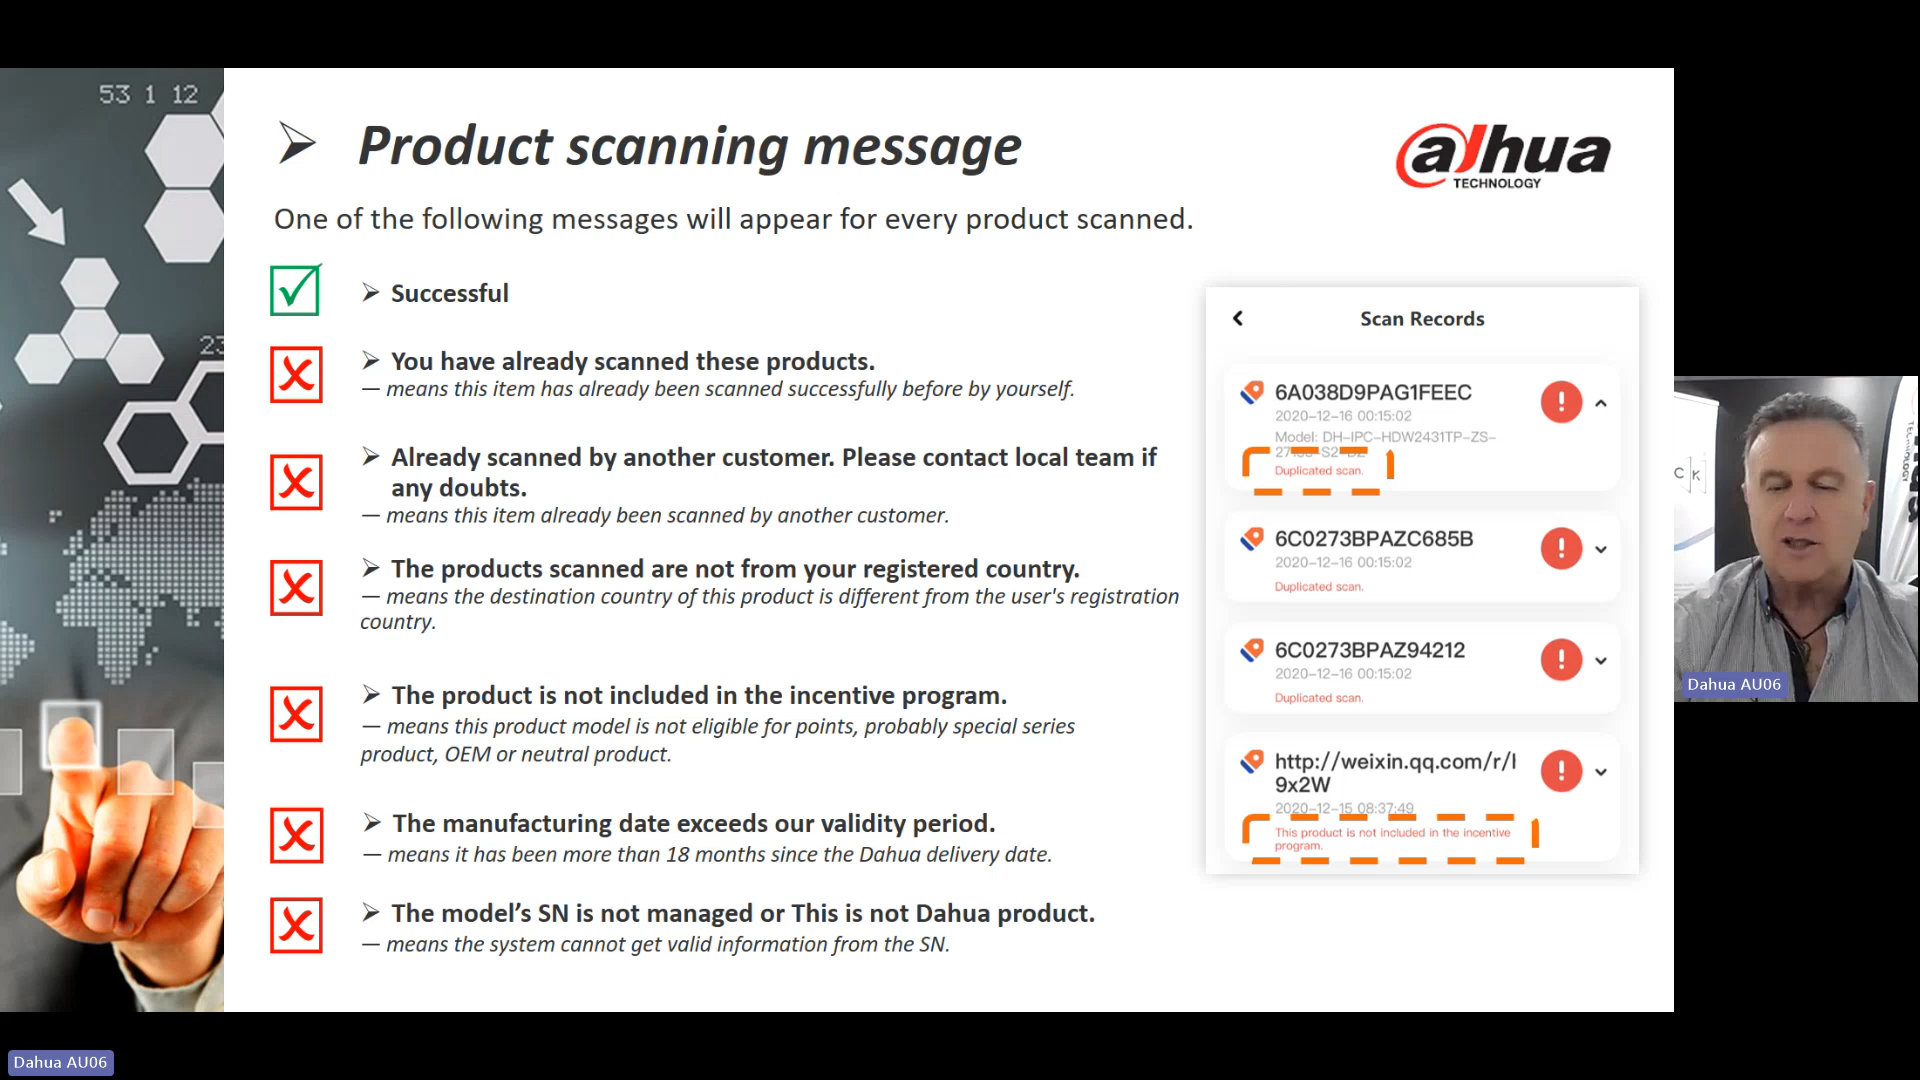 53 1 12
23
Product scanning message
alhua
TECHNOLOGY
One of the following messages will appear for every product scanned.
Successful
You have already scanned these products.
— means this item has already been scanned successfully before by yourself.
Already scanned by another customer. Please contact local team if
any doubts.
— means this item already been scanned by another customer.
The products scanned are not from your registered country.
— means the destination country of this product is different from the user's registration
country.
The product is not included in the incentive program.
— means this product model is not eligible for points, probably special series
product, OEM or neutral product.
The manufacturing date exceeds our validity period.
— means it has been more than 18 months since the Dahua delivery date.
The model’s SN is not managed or This is not Dahua product.
— means the system cannot get valid information from the SN.
Scan Records
6A038D9PAG1FEEC
2020-12-16 00:15:02
Model: DH-IPC-HDW2431TP-ZS-
Duplicated scan.
6C0273BPAZC685B
2020-12-16 00:15:02
Duplicated scan.
6C0273BPAZ94212
2020-12-16 00:15:02
Duplicated scan.
http://weixin.qq.com/r/l
9x2W
2020-12-15 08:37:49
This product is not included in the incentive
program.
C K
TECHNOLOGY
Dahua AU06
Dahua AU06